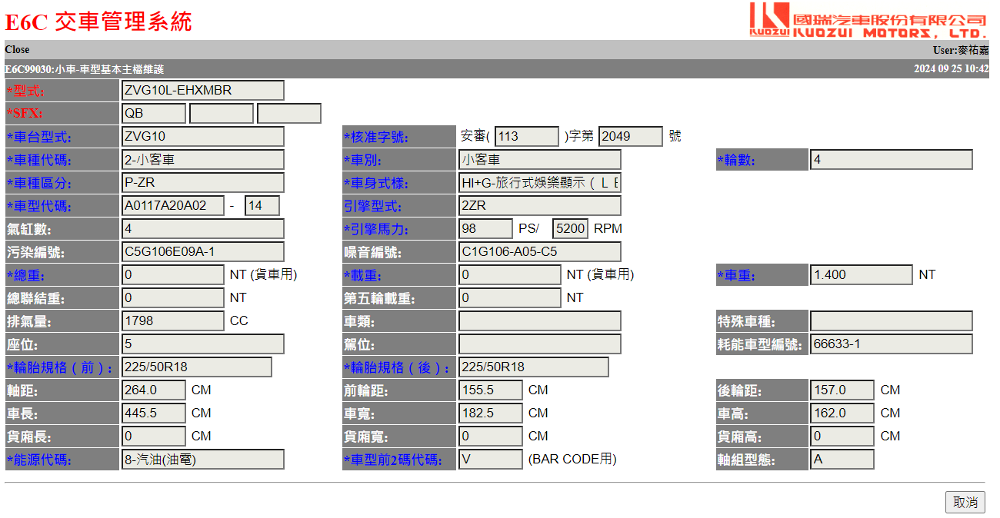 E6C 交車管理系統
國瑞汽車股份有限公司
KUOZUI KUOZUI MOTORS, LTD.
Close User:麥祐嘉
E6C99030:小車-車型基本主檔維護 2024 09 25 10:42
*型式: ZVG10L-EHXMBR
*SFX: QB
*車台型式: ZVG10 *核准字號: 安審( 113 )字第 2049 號
*車種代碼: 2-小客車 *車別: 小客車 *輪數: 4
*車種區分: P-ZR *車身式樣: HI+G-旅行式娛樂顯示（ＬＥ
*車型代碼: A0117A20A02 - 14 引擎型式: 2ZR
氣缸數: 4 *引擎馬力: 98 PS/ 5200 RPM
污染編號: C5G106E09A-1 噪音編號: C1G106-A05-C5
*總重: 0 NT (貨車用) *載重: 0 NT (貨車用) *車重: 1.400 NT
總聯結重: 0 NT 第五輪載重: 0 NT
排氣量: 1798 CC 車類: 特殊車種:
座位: 5 駕位: 耗能車型編號: 66633-1
*輪胎規格（前）: 225/50R18 *輪胎規格（後）: 225/50R18
軸距: 264.0 CM 前輪距: 155.5 CM 後輪距: 157.0 CM
車長: 445.5 CM 車寬: 182.5 CM 車高: 162.0 CM
貨廂長: 0 CM 貨廂寬: 0 CM 貨廂高: 0 CM
*能源代碼: 8-汽油(油電) *車型前2碼代碼: V (BAR CODE用) 軸組型態: A
取消